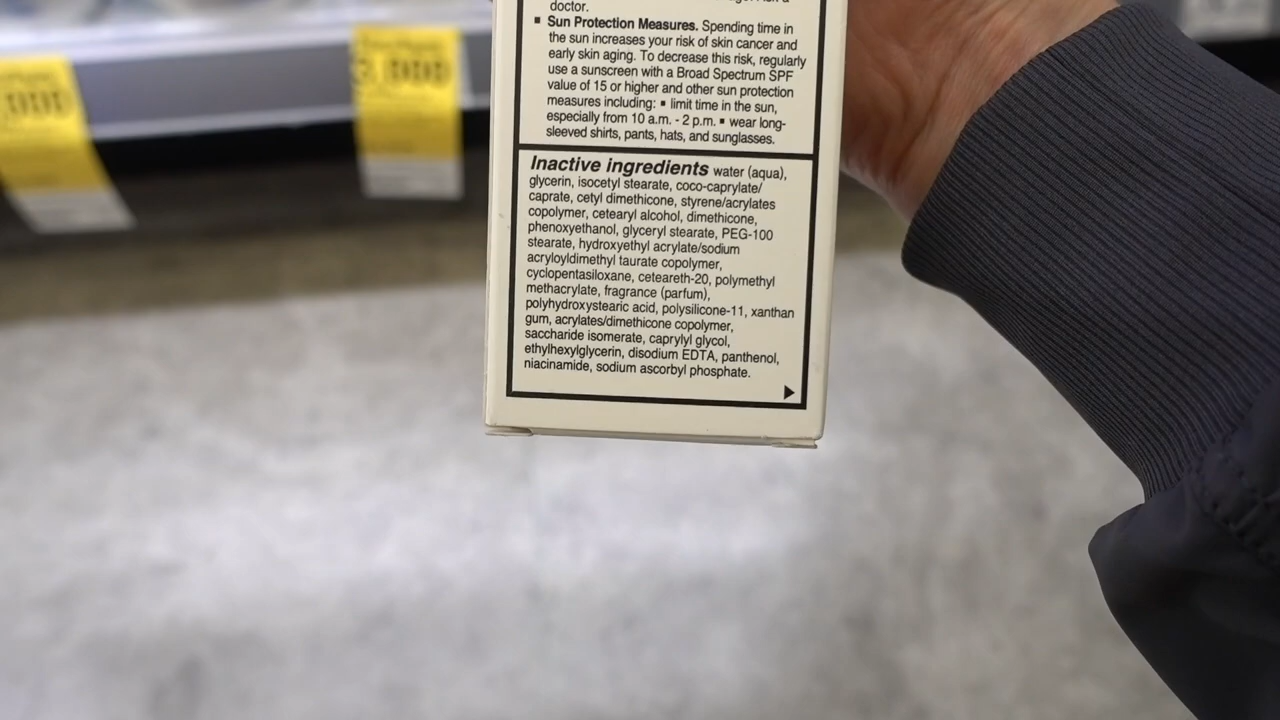 doctor.
▪ Sun Protection Measures. Spending time in
the sun increases your risk of skin cancer and
early skin aging. To decrease this risk, regularly
use a sunscreen with a Broad Spectrum SPF
value of 15 or higher and other sun protection
measures including: ▪ limit time in the sun,
especially from 10 a.m. - 2 p.m. ▪ wear long-
sleeved shirts, pants, hats, and sunglasses.
Inactive ingredients water (aqua),
glycerin, isocetyl stearate, coco-caprylate/
caprate, cetyl dimethicone, styrene/acrylates
copolymer, cetearyl alcohol, dimethicone,
phenoxyethanol, glyceryl stearate, PEG-100
stearate, hydroxyethyl acrylate/sodium
acryloyldimethyl taurate copolymer,
cyclopentasiloxane, ceteareth-20, polymethyl
methacrylate, fragrance (parfum),
polyhydroxystearic acid, polysilicone-11, xanthan
gum, acrylates/dimethicone copolymer,
saccharide isomerate, caprylyl glycol,
ethylhexylglycerin, disodium EDTA, panthenol,
niacinamide, sodium ascorbyl phosphate.